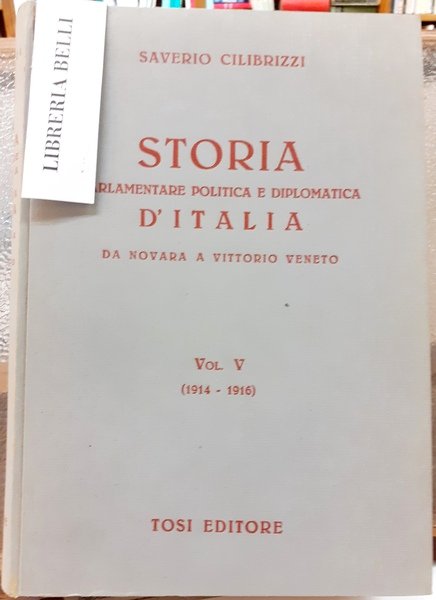 LIBRERIA BELLI
SAVERIO CILIBRIZZI
STORIA
ARLAMENTARE POLITICA E DIPLOMATICA
D'ITALIA
DA NOVARA A VITTORIO VENETO
VOL. V
(1914 - 1916)
TOSI EDITORE